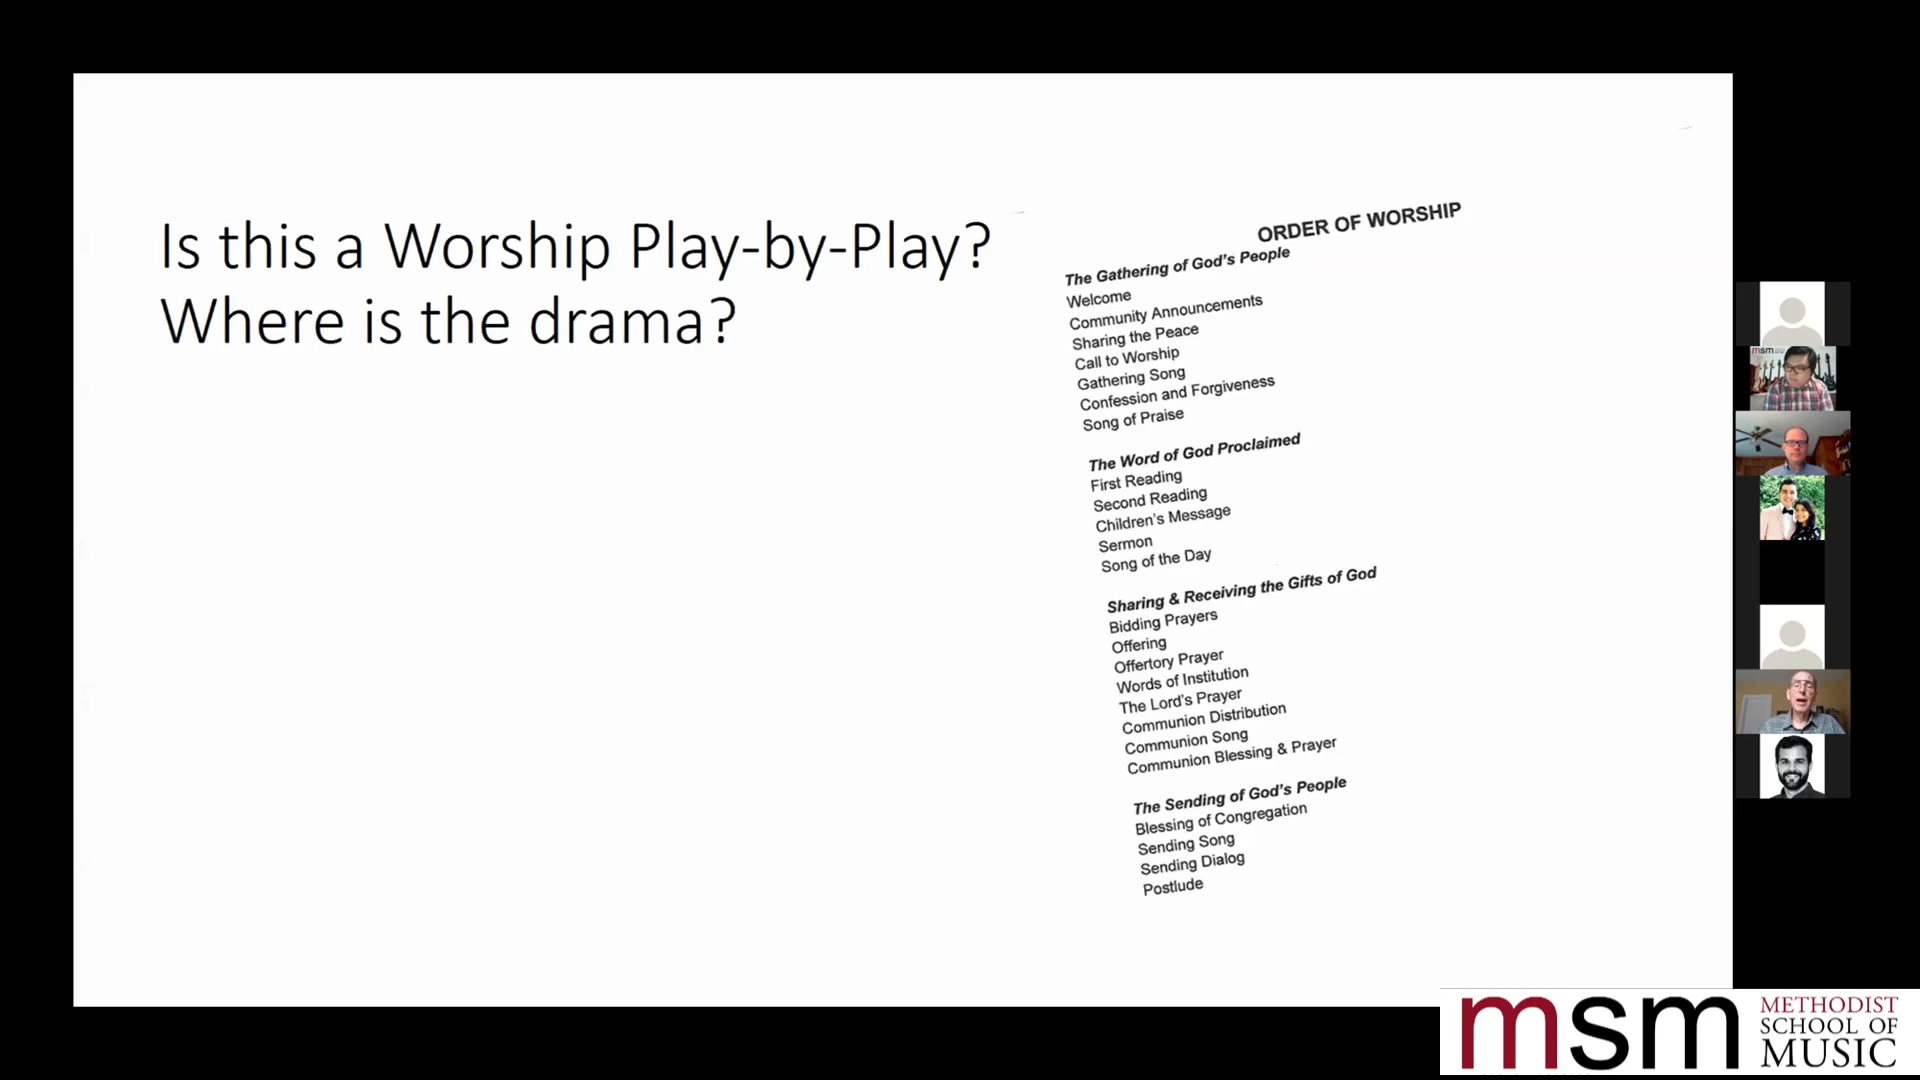 Is this a Worship Play-by-Play?
Where is the drama?
ORDER OF WORSHIP
The Gathering of God's People
Welcome
Community Announcements
Sharing the Peace
Call to Worship
Gathering Song
Confession and Forgiveness
Song of Praise
The Word of God Proclaimed
First Reading
Second Reading
Children's Message
Sermon
Song of the Day
Sharing & Receiving the Gifts of God
Bidding Prayers
Offering
Offertory Prayer
Words of Institution
The Lord's Prayer
Communion Distribution
Communion Song
Communion Blessing & Prayer
The Sending of God's People
Blessing of Congregation
Sending Song
Sending Dialog
Postlude
msm
msm
METHODIST
SCHOOL OF
MUSIC